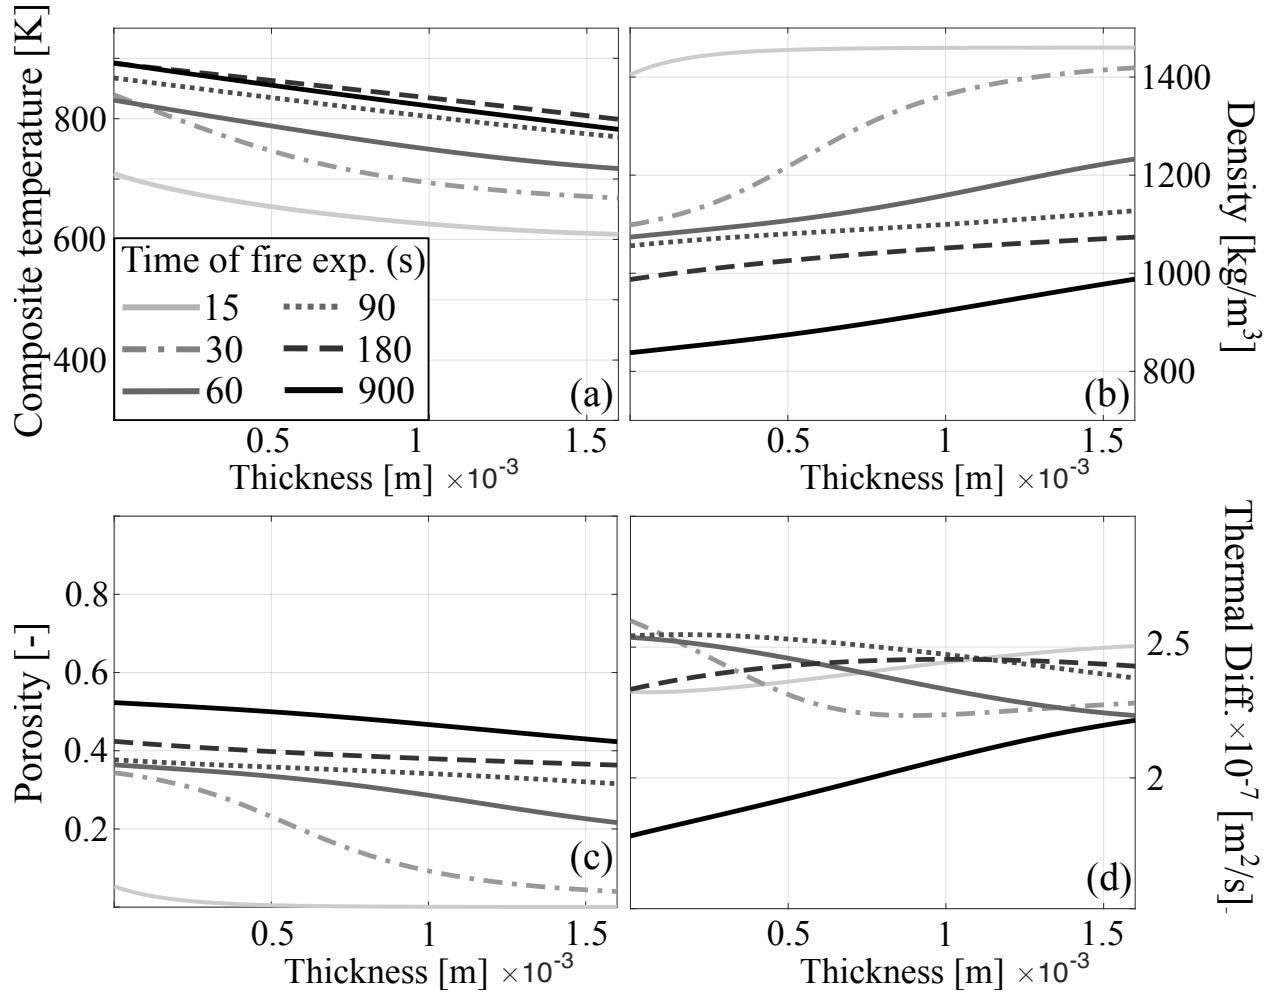 Composite temperature [K]
800
600
400
Time of fire exp. (s)
15
90
30
180
60
900
(a)
0.5
1
1.5
Thickness [m] ×10⁻³
(b)
1400
1200
1000
800
Density [kg/m³]
0.5
1
1.5
Thickness [m] ×10⁻³
Porosity [-]
0.8
0.6
0.4
0.2
(c)
0.5
1
1.5
Thickness [m] ×10⁻³
(d)
2.5
2
Thermal Diff. ×10⁻⁷ [m²/s]
0.5
1
1.5
Thickness [m] ×10⁻³